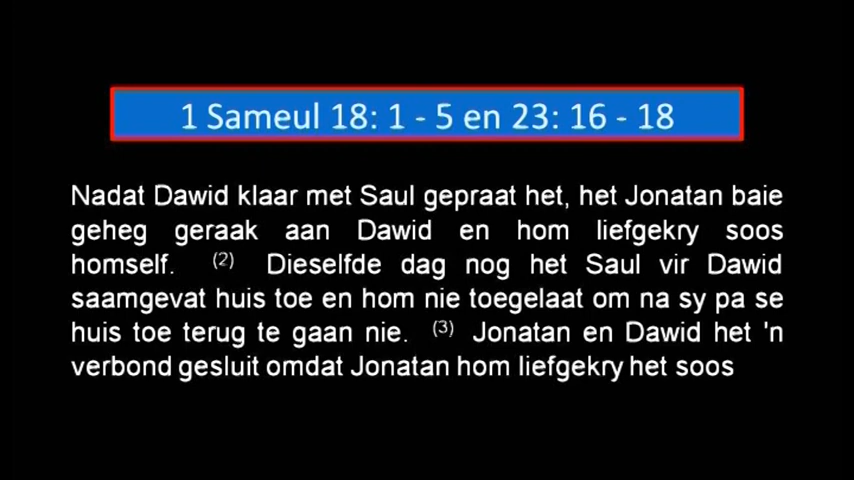 1 Sameul 18: 1 - 5 en 23: 16 - 18
Nadat Dawid klaar met Saul gepraat het, het Jonatan baie
geheg geraak aan Dawid en hom liefgekry soos
homself. (2) Dieselfde dag nog het Saul vir Dawid
saamgevat huis toe en hom nie toegelaat om na sy pa se
huis toe terug te gaan nie. (3) Jonatan en Dawid het 'n
verbond gesluit omdat Jonatan hom liefgekry het soos